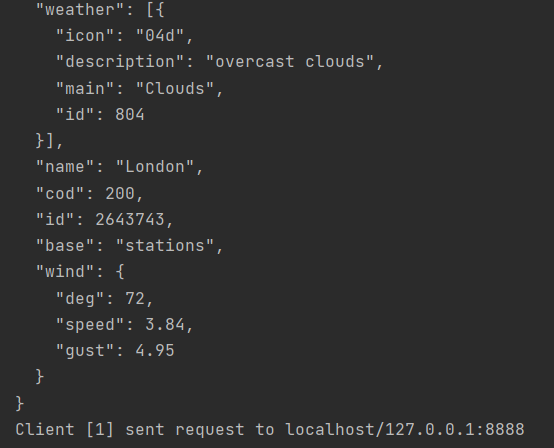 "weather": [{
"icon": "04d",
"description": "overcast clouds",
"main": "Clouds",
"id": 804
}],
"name": "London",
"cod": 200,
"id": 2643743,
"base": "stations",
"wind": {
"deg": 72,
"speed": 3.84,
"gust": 4.95
}
}
Client [1] sent request to localhost/127.0.0.1:8888